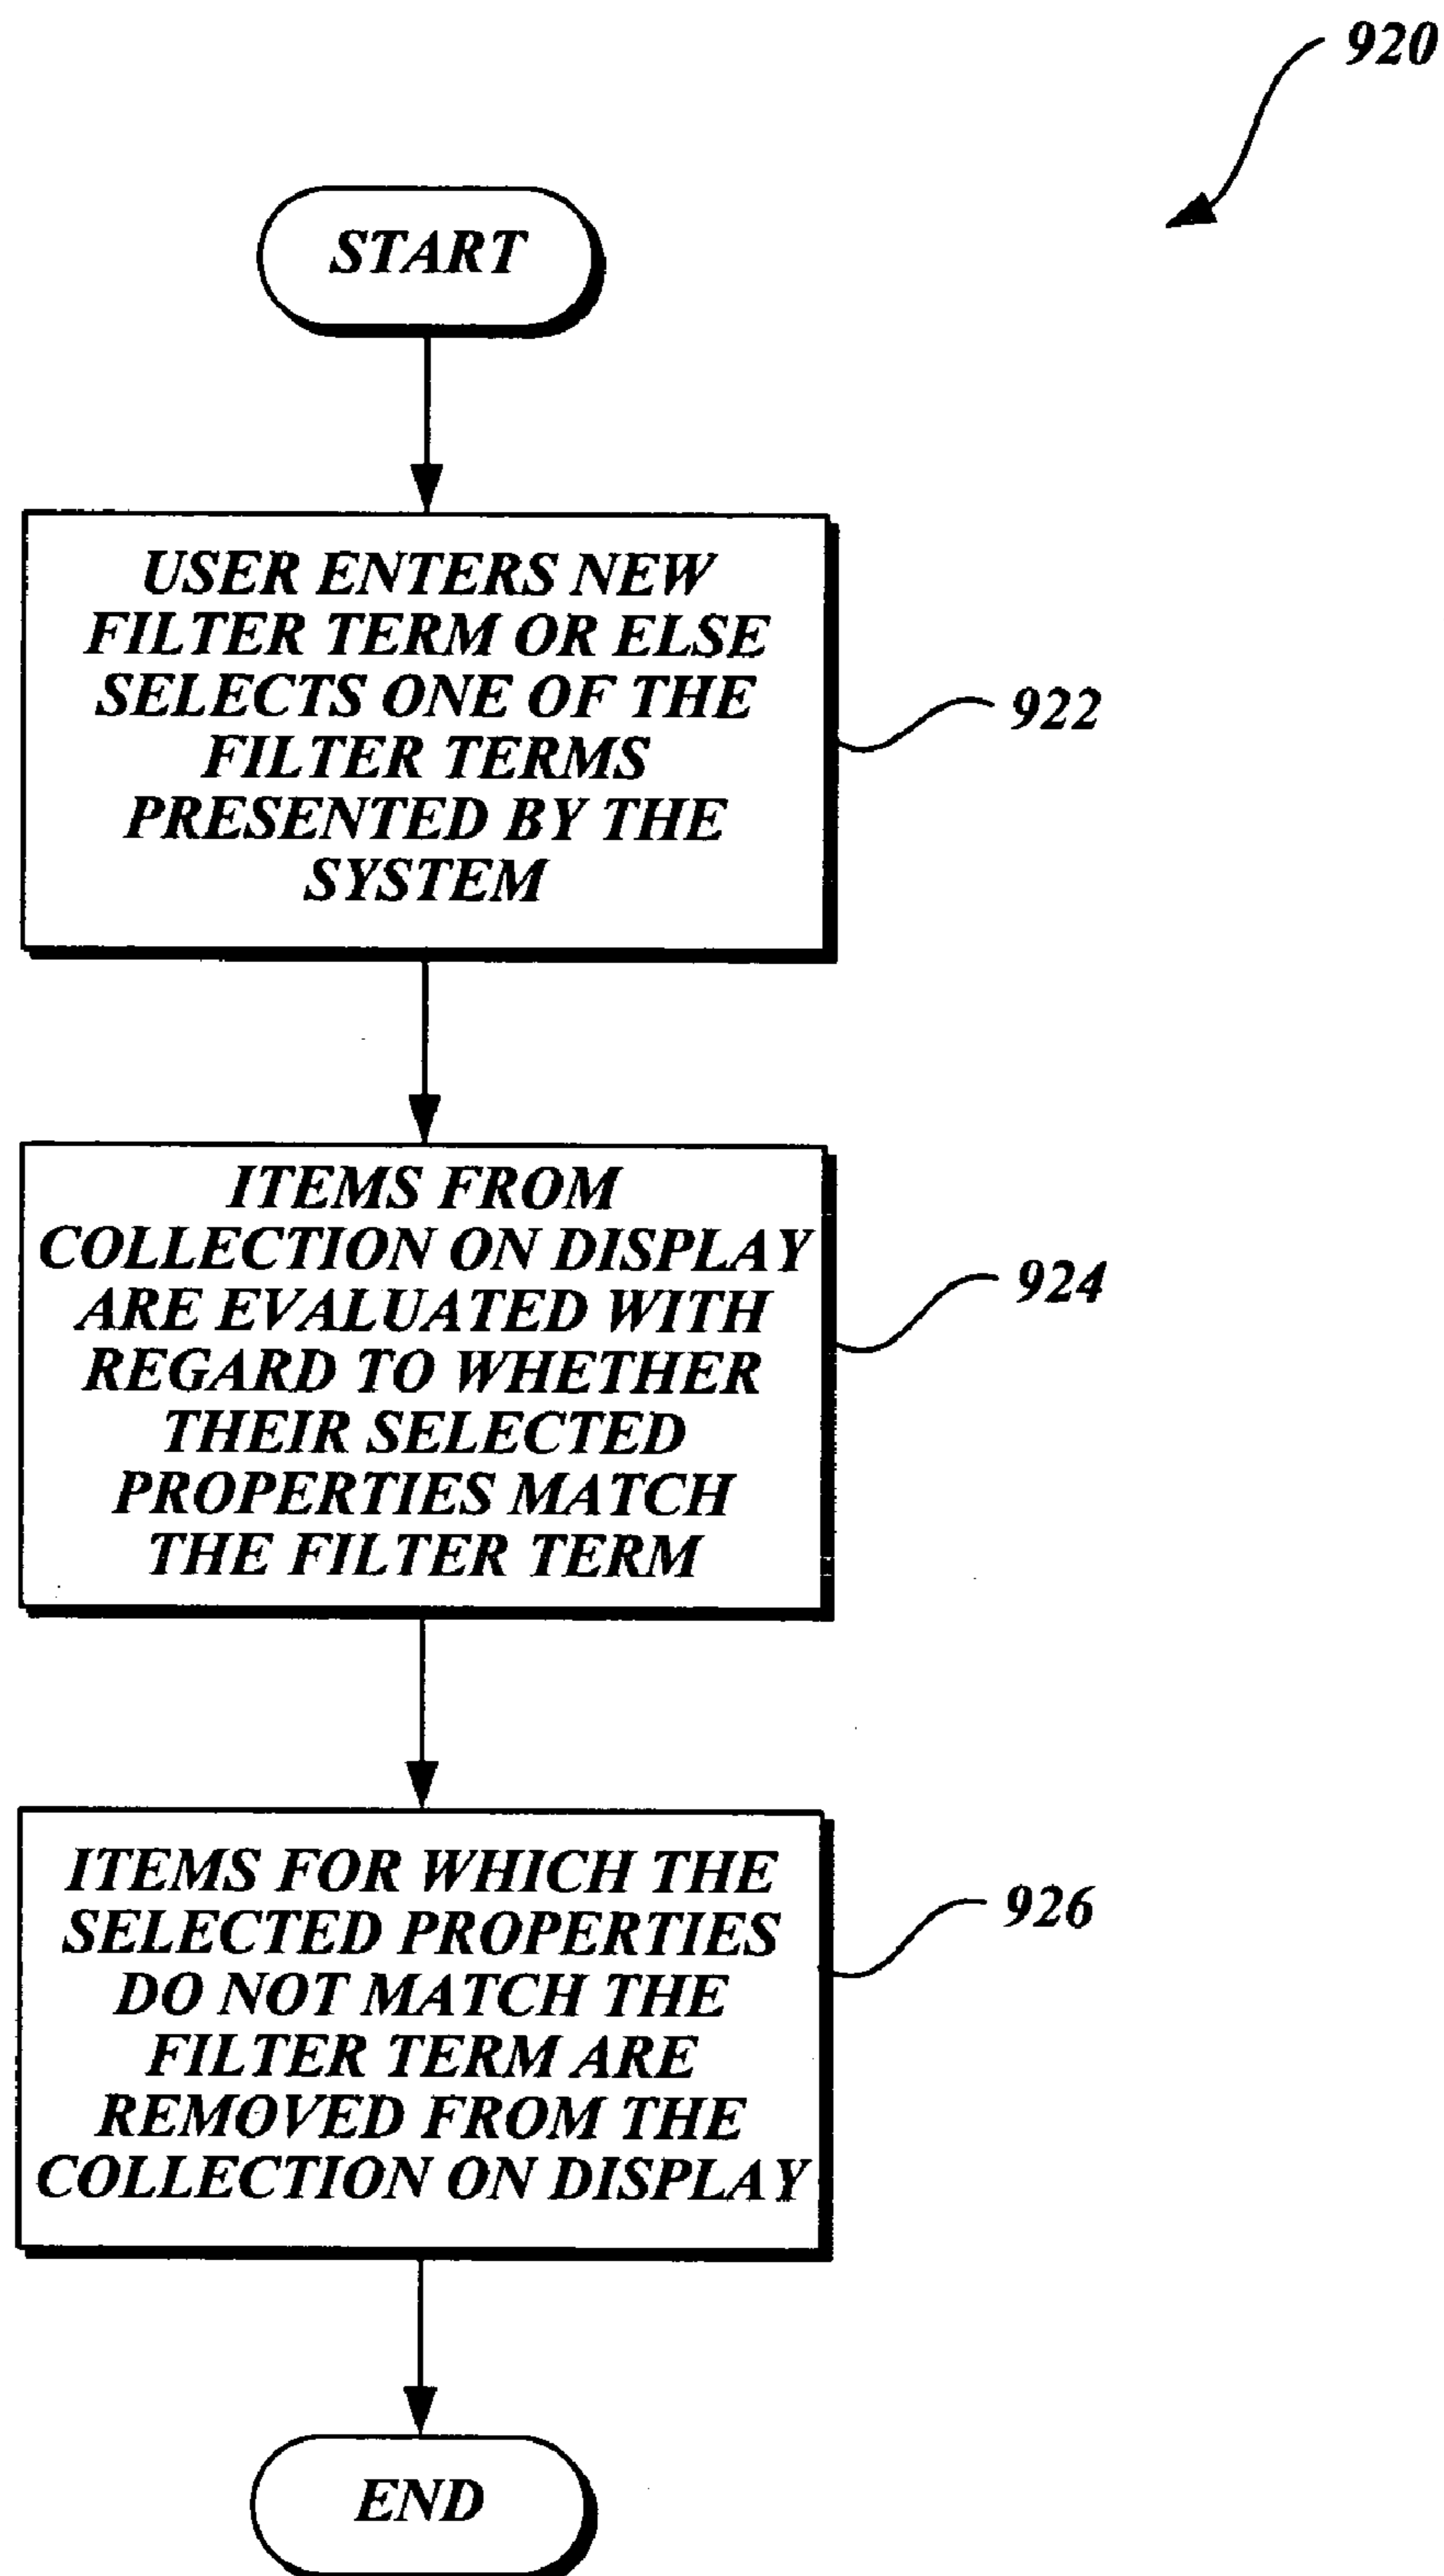 920
START
USER ENTERS NEW
FILTER TERM OR ELSE
SELECTS ONE OF THE
FILTER TERMS
PRESENTED BY THE
SYSTEM
922
ITEMS FROM
COLLECTION ON DISPLAY
ARE EVALUATED WITH
REGARD TO WHETHER
THEIR SELECTED
PROPERTIES MATCH
THE FILTER TERM
924
ITEMS FOR WHICH THE
SELECTED PROPERTIES
DO NOT MATCH THE
FILTER TERM ARE
REMOVED FROM THE
COLLECTION ON DISPLAY
926
END